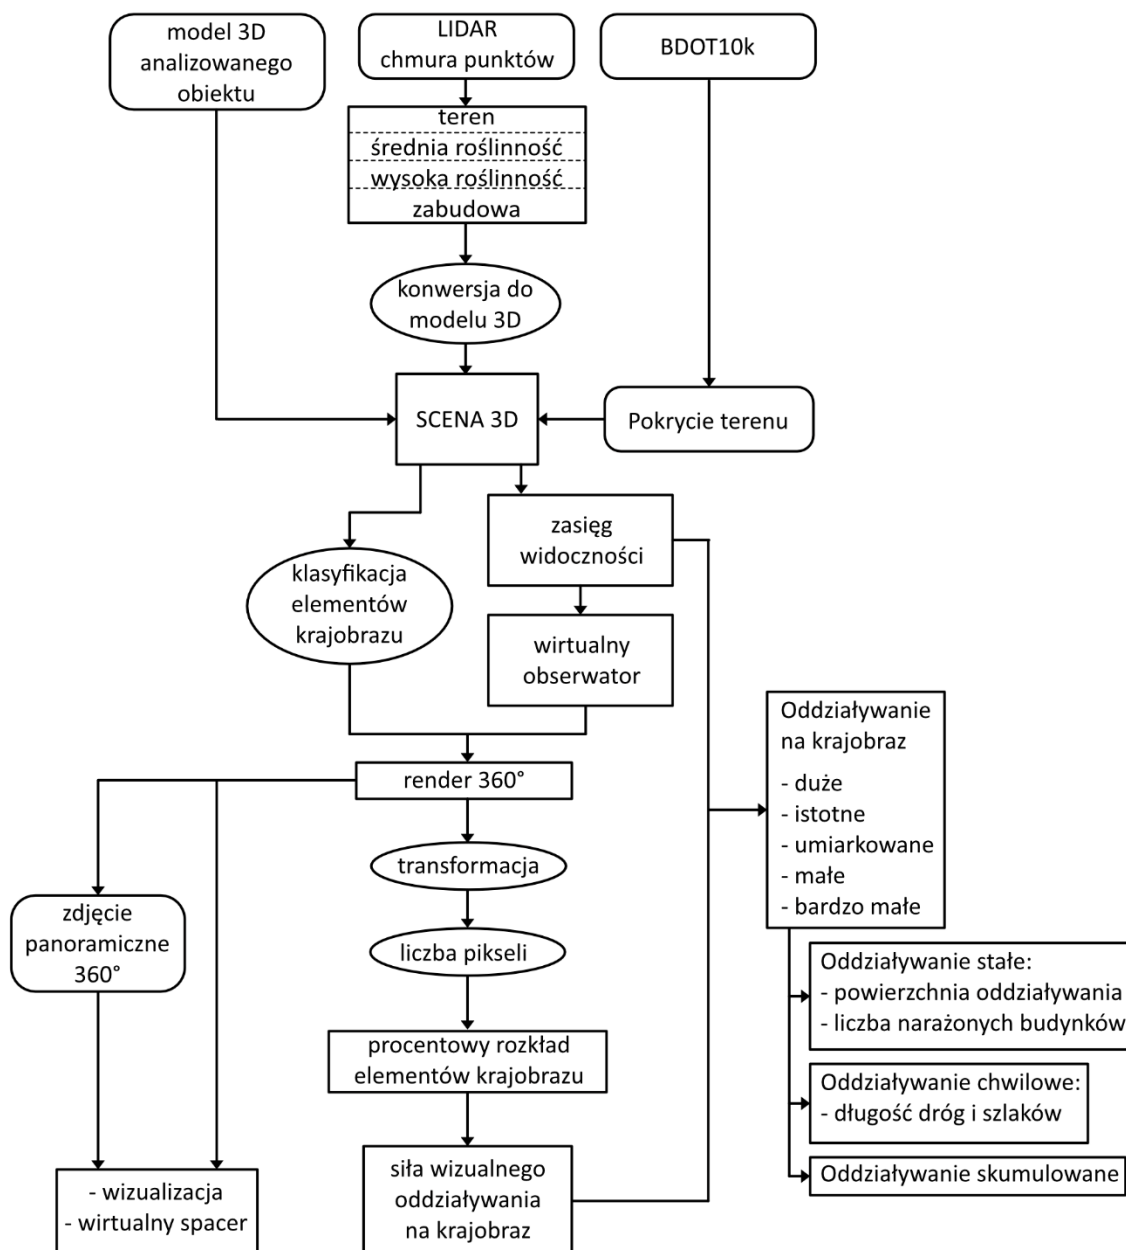 model 3D
analizowanego
obiektu
LIDAR
chmura punktów
BDOT10k
teren
średnia roślinność
wysoka roślinność
zabudowa
konwersja do
modelu 3D
SCENA 3D
Pokrycie terenu
zasięg
widoczności
klasyfikacja
elementów
krajobrazu
wirtualny
obserwator
render 360°
transformacja
liczba pikseli
zdjęcie
panoramiczne
360°
procentowy rozkład
elementów krajobrazu
siła wizualnego
oddziaływania
na krajobraz
- wizualizacja
- wirtualny spacer
Oddziaływanie
na krajobraz
- duże
- istotne
- umiarkowane
- małe
- bardzo małe
Oddziaływanie stałe:
- powierzchnia oddziaływania
- liczba narażonych budynków
Oddziaływanie chwilowe:
- długość dróg i szlaków
Oddziaływanie skumulowane